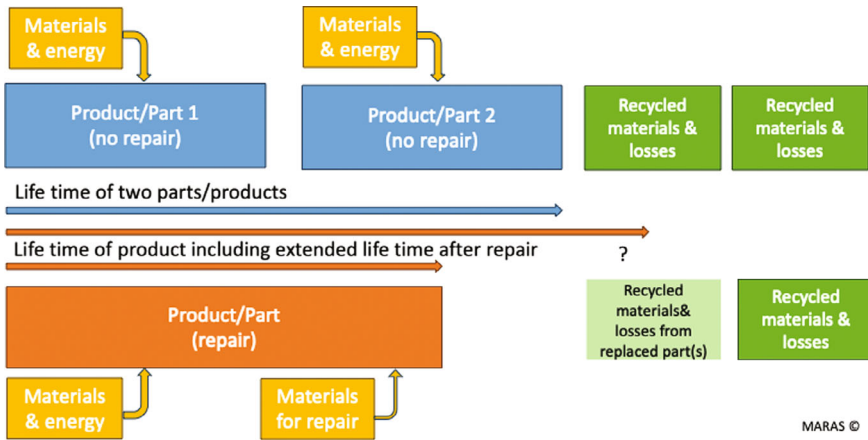 Materials
& energy
Materials
& energy
Product/Part 1
(no repair)
Product/Part 2
(no repair)
Recycled
materials &
losses
Recycled
materials &
losses
Life time of two parts/products
Life time of product including extended life time after repair
?
Product/Part
(repair)
Recycled
materials&
losses from
replaced part(s)
Recycled
materials &
losses
Materials
& energy
Materials
for repair
MARAS ©